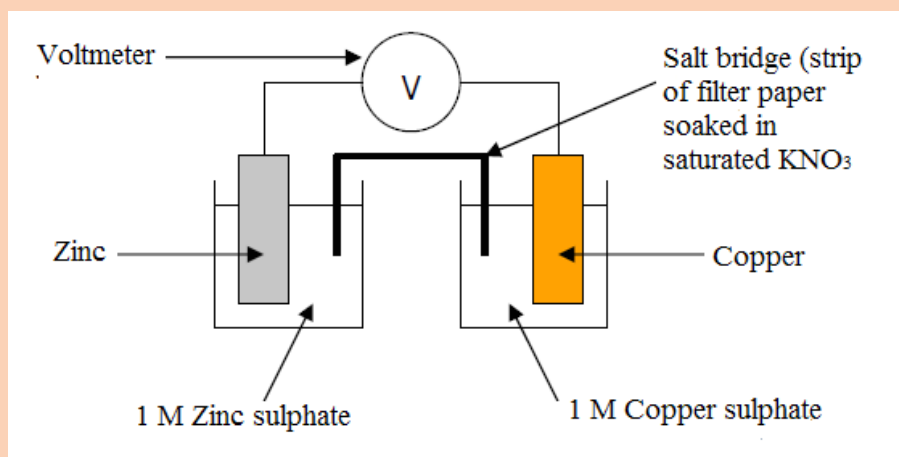 Voltmeter
V
Salt bridge (strip
of filter paper
soaked in
saturated KNO3
Zinc
Copper
1 M Zinc sulphate
1 M Copper sulphate